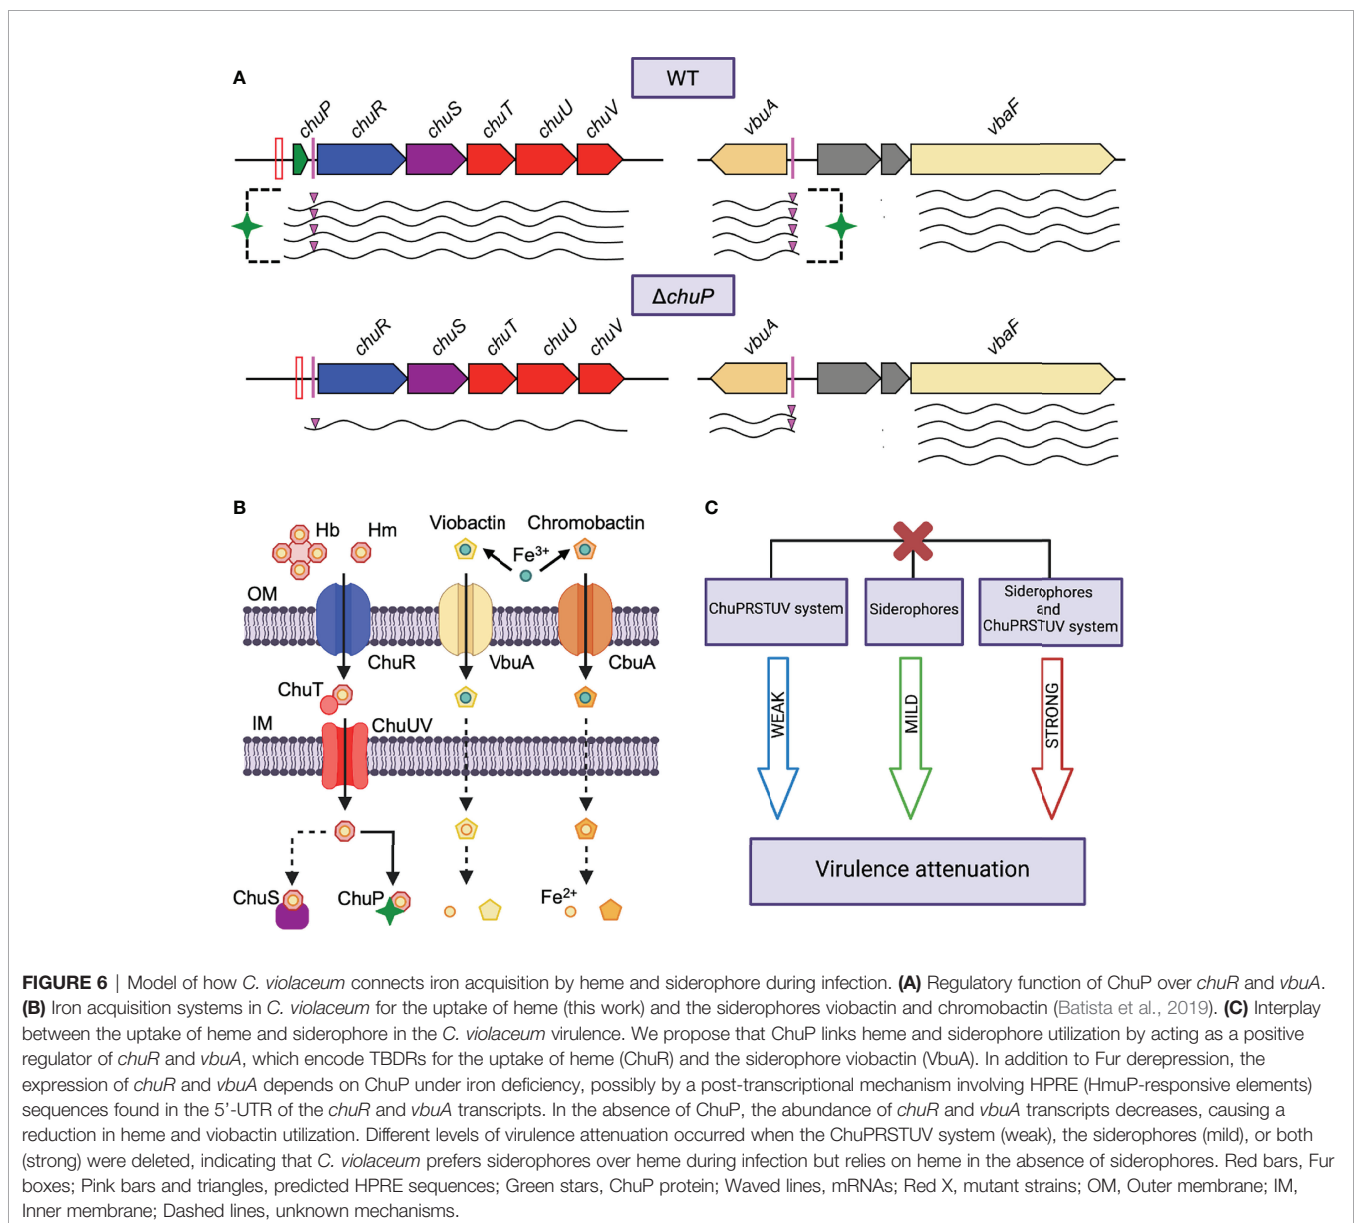 A
WT
chuP
chuR
chuS
chuT
chuU
chuV
vbuA
vbaF
ΔchuP
chuR
chuS
chuT
chuU
chuV
vbuA
vbaF
B
Hb
Hm
Viobactin
Chromobactin
Fe3+
OM
ChuR
VbuA
CbuA
ChuT
IM
ChuUV
ChuS
ChuP
Fe2+
C
ChuPRSTUV system
Siderophores
Siderophores
and
ChuPRSTUV system
WEAK
MILD
STRONG
Virulence attenuation
FIGURE 6 | Model of how C. violaceum connects iron acquisition by heme and siderophore during infection. (A) Regulatory function of ChuP over chuR and vbuA.
(B) Iron acquisition systems in C. violaceum for the uptake of heme (this work) and the siderophores viobactin and chromobactin (Batista et al., 2019). (C) Interplay
between the uptake of heme and siderophore in the C. violaceum virulence. We propose that ChuP links heme and siderophore utilization by acting as a positive
regulator of chuR and vbuA, which encode TBDRs for the uptake of heme (ChuR) and the siderophore viobactin (VbuA). In addition to Fur derepression, the
expression of chuR and vbuA depends on ChuP under iron deficiency, possibly by a post-transcriptional mechanism involving HPRE (HmuP-responsive elements)
sequences found in the 5’-UTR of the chuR and vbuA transcripts. In the absence of ChuP, the abundance of chuR and vbuA transcripts decreases, causing a
reduction in heme and viobactin utilization. Different levels of virulence attenuation occurred when the ChuPRSTUV system (weak), the siderophores (mild), or both
(strong) were deleted, indicating that C. violaceum prefers siderophores over heme during infection but relies on heme in the absence of siderophores. Red bars, Fur
boxes; Pink bars and triangles, predicted HPRE sequences; Green stars, ChuP protein; Waved lines, mRNAs; Red X, mutant strains; OM, Outer membrane; IM,
Inner membrane; Dashed lines, unknown mechanisms.